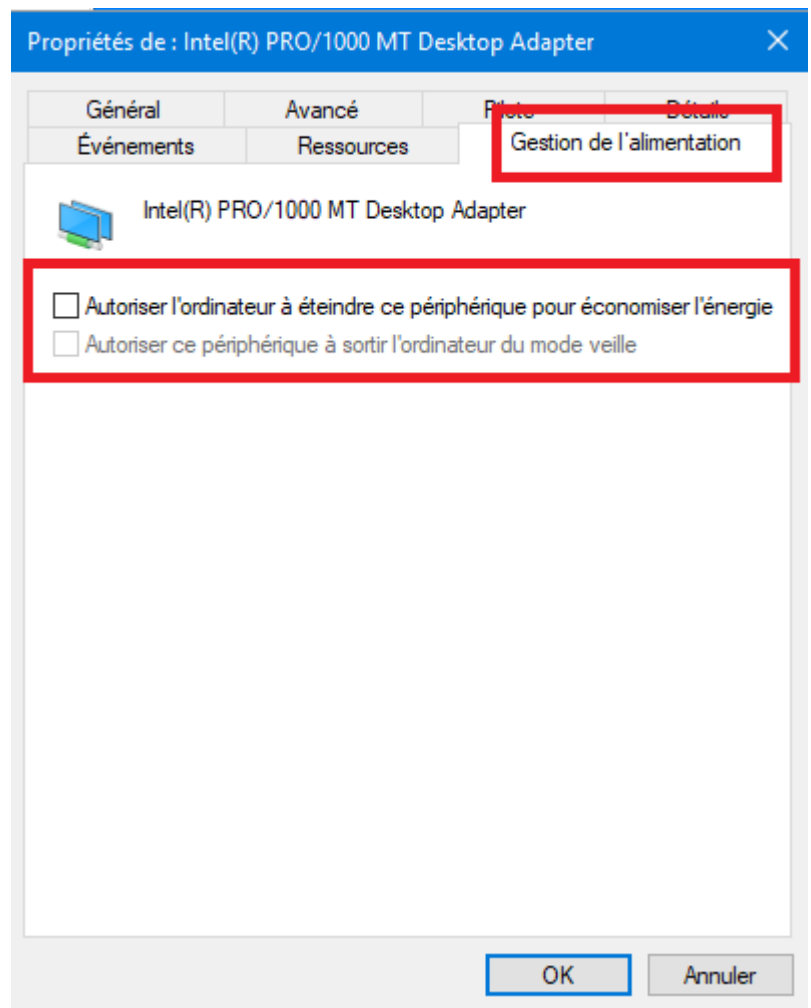 Propriétés de : Intel(R) PRO/1000 MT Desktop Adapter
Général Avancé Pilote Détails
Événements Ressources Gestion de l'alimentation
Intel(R) PRO/1000 MT Desktop Adapter
Autoriser l'ordinateur à éteindre ce périphérique pour économiser l'énergie
Autoriser ce périphérique à sortir l'ordinateur du mode veille
OK Annuler